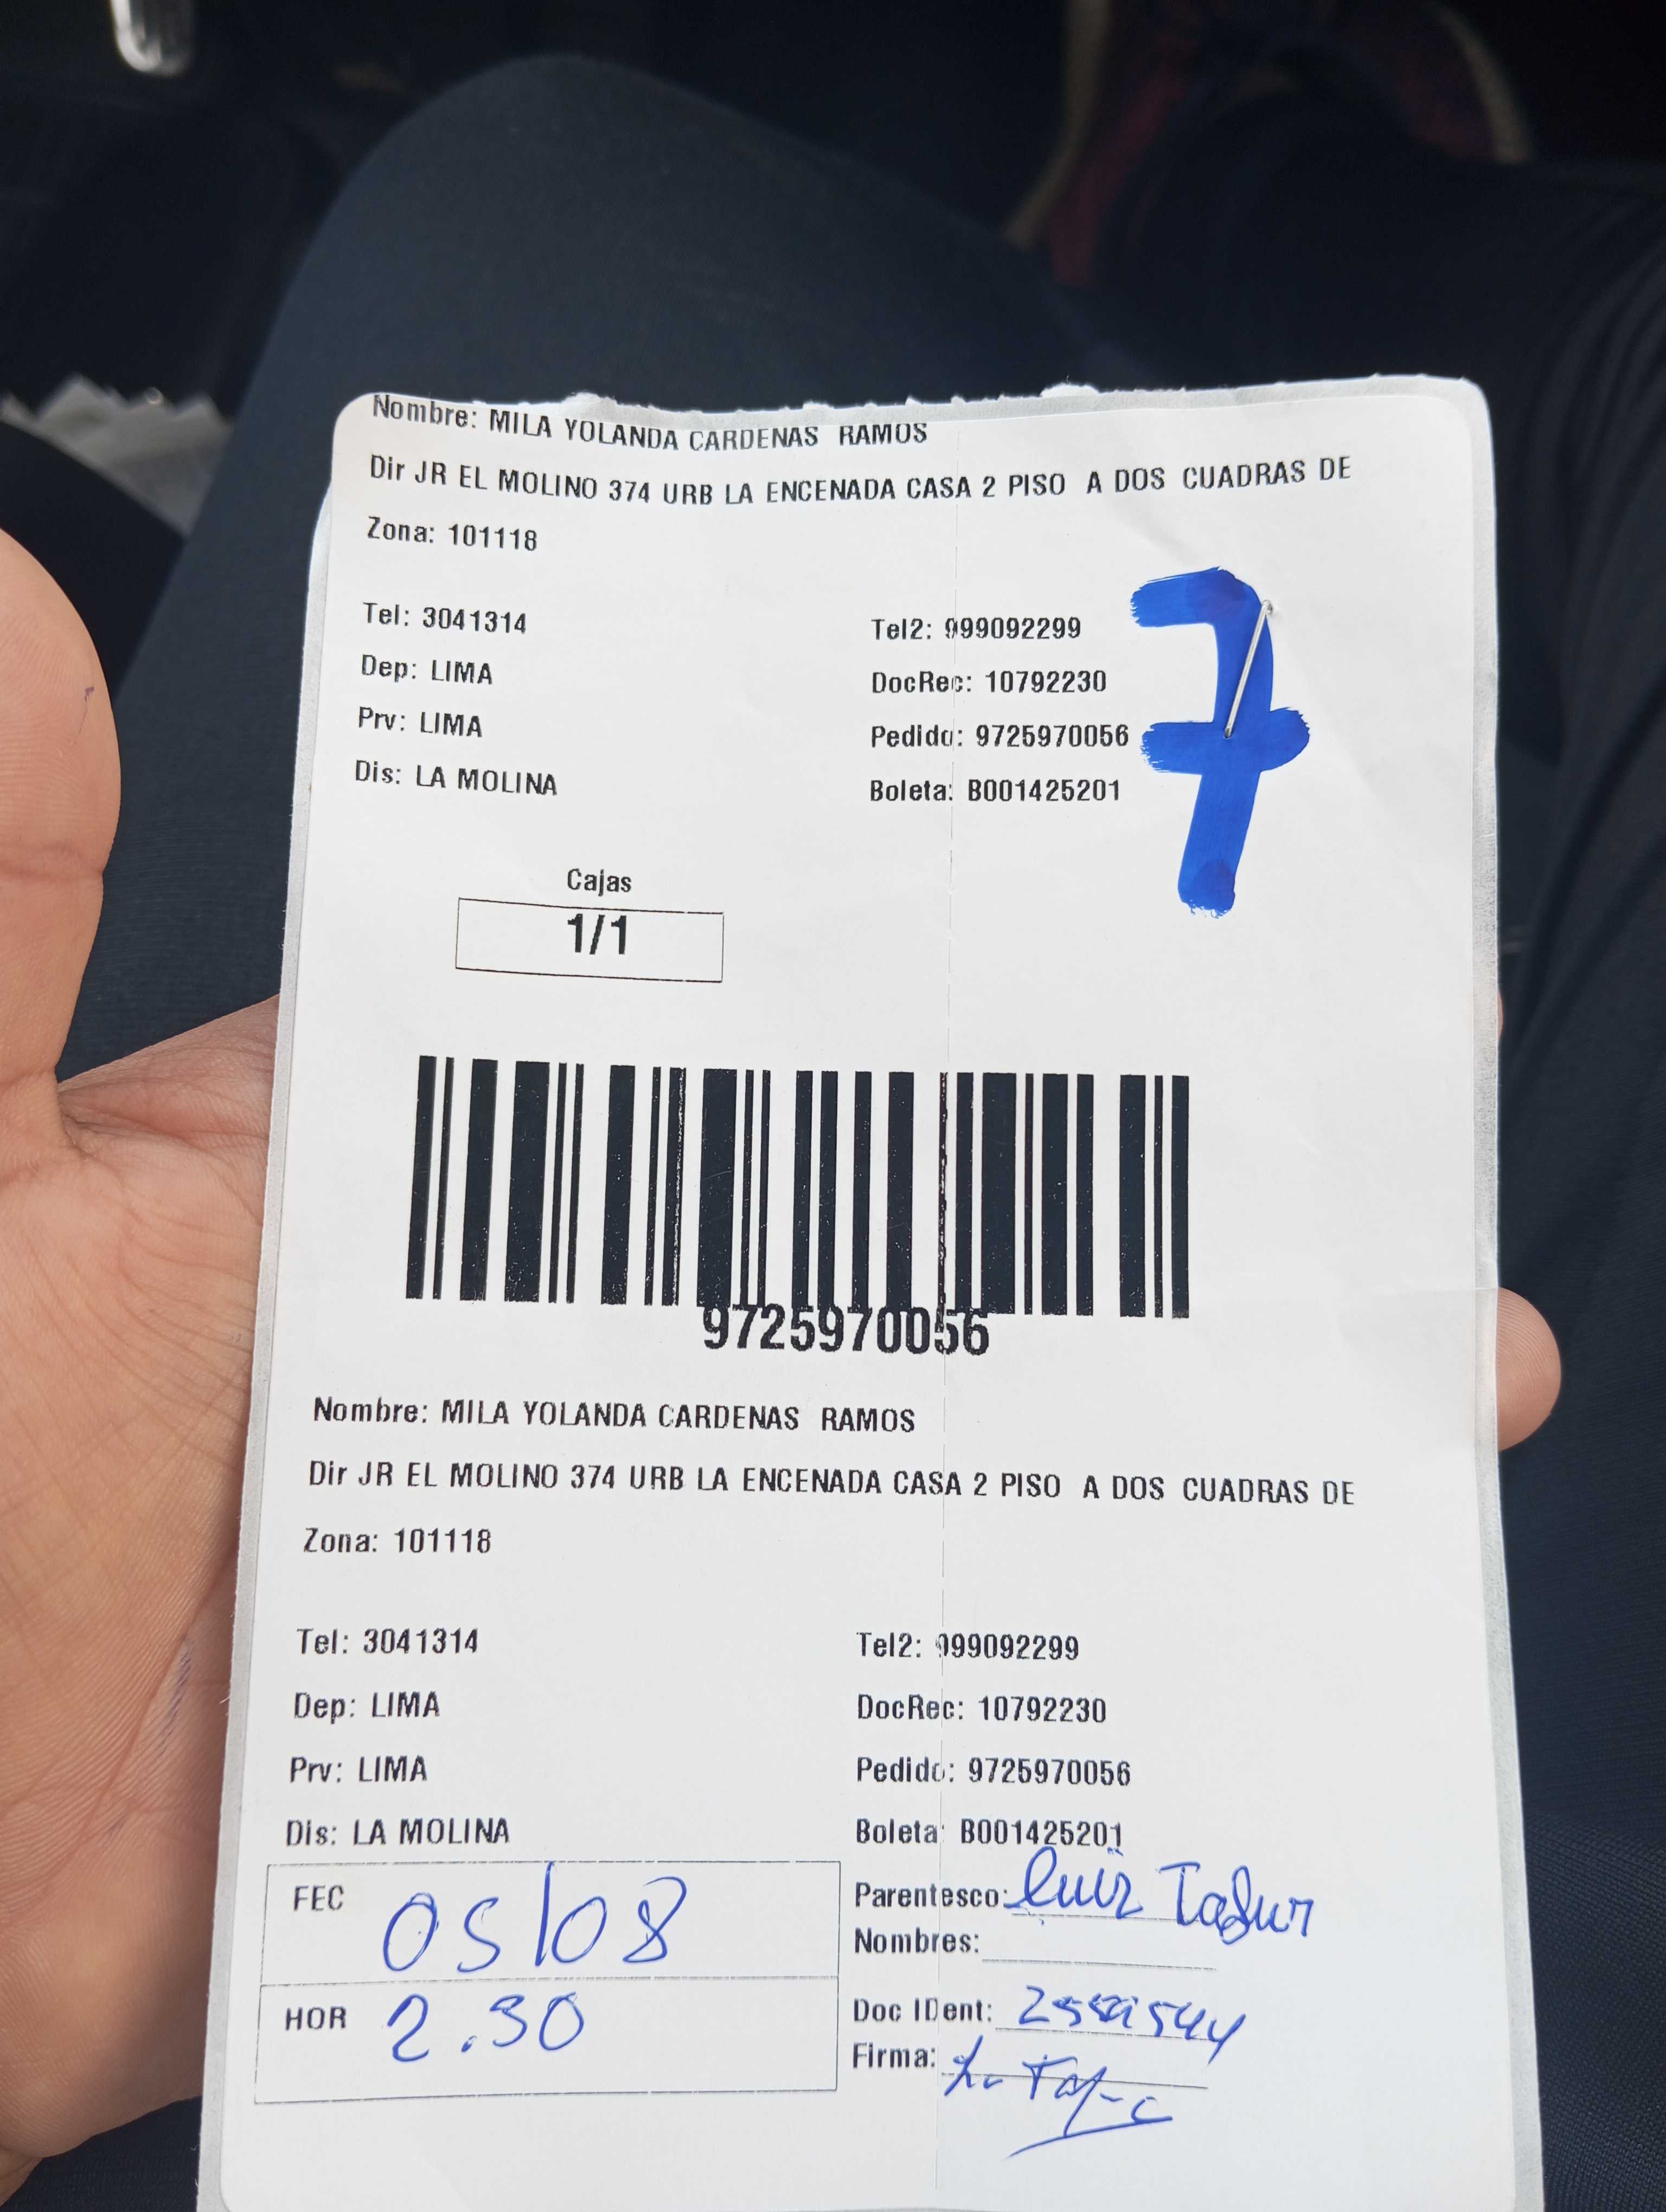 Nombre: MILA YOLANDA CARDENAS RAMOS
Dir JR EL MOLINO 374 URB LA ENCENADA CASA 2 PISO A DOS CUADRAS DE
Zona: 101118
Tel: 3041314 Tel2: 999092299
Dep: LIMA DocRec: 10792230
Prv: LIMA Pedido: 9725970056
Dis: LA MOLINA Boleta: B001425201
7
Cajas
1/1
9725970056
Nombre: MILA YOLANDA CARDENAS RAMOS
Dir JR EL MOLINO 374 URB LA ENCENADA CASA 2 PISO A DOS CUADRAS DE
Zona: 101118
Tel: 3041314 Tel2: 999092299
Dep: LIMA DocRec: 10792230
Prv: LIMA Pedido: 9725970056
Dis: LA MOLINA Boleta: B001425201
FEC 05/08 Parentesco: Luiz
Nombres:
HOR 2.30 Doc IDent:
Firma: